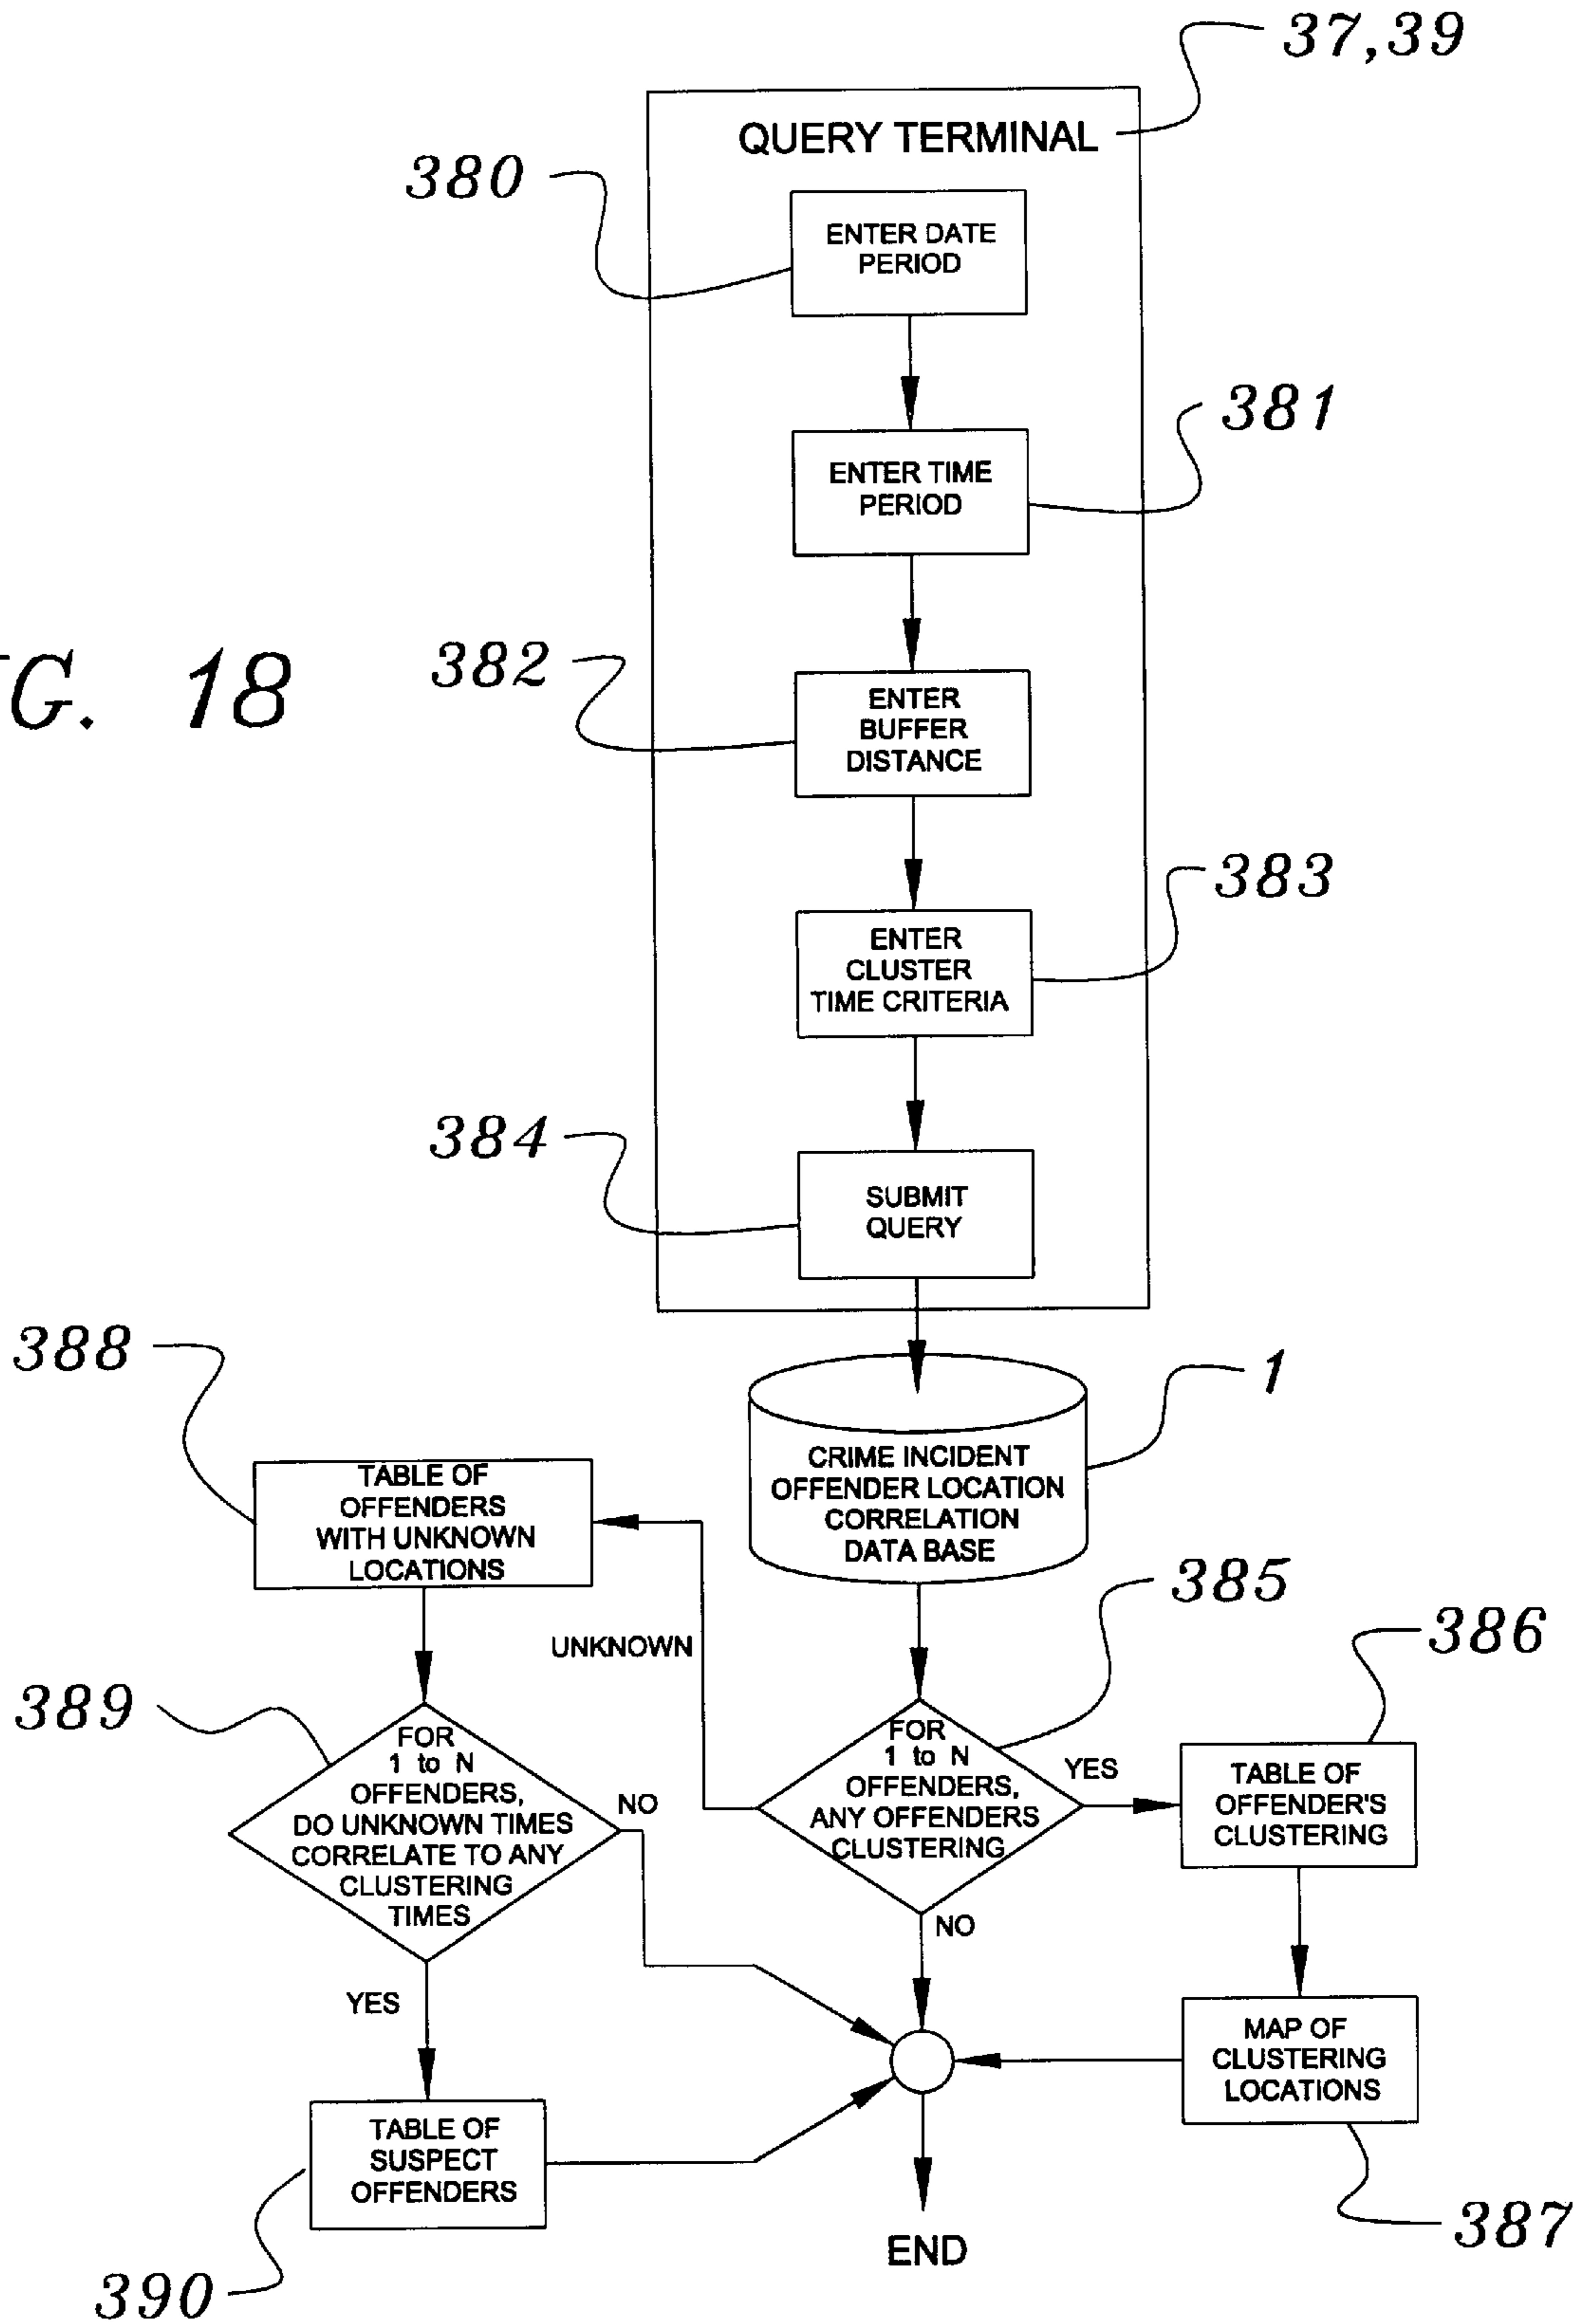 37,39
QUERY TERMINAL
380
ENTER DATE
PERIOD
381
ENTER TIME
PERIOD
G. 18
382
ENTER
BUFFER
DISTANCE
383
ENTER
CLUSTER
TIME CRITERIA
384
SUBMIT
QUERY
388
1
CRIME INCIDENT
OFFENDER LOCATION
CORRELATION
DATA BASE
TABLE OF
OFFENDERS
WITH UNKNOWN
LOCATIONS
385
UNKNOWN
386
389
FOR
1 to N
OFFENDERS,
DO UNKNOWN TIMES
CORRELATE TO ANY
CLUSTERING
TIMES
NO
FOR
1 to N
OFFENDERS,
ANY OFFENDERS
CLUSTERING
YES
TABLE OF
OFFENDER'S
CLUSTERING
NO
YES
MAP OF
CLUSTERING
LOCATIONS
TABLE OF
SUSPECT
OFFENDERS
387
END
390